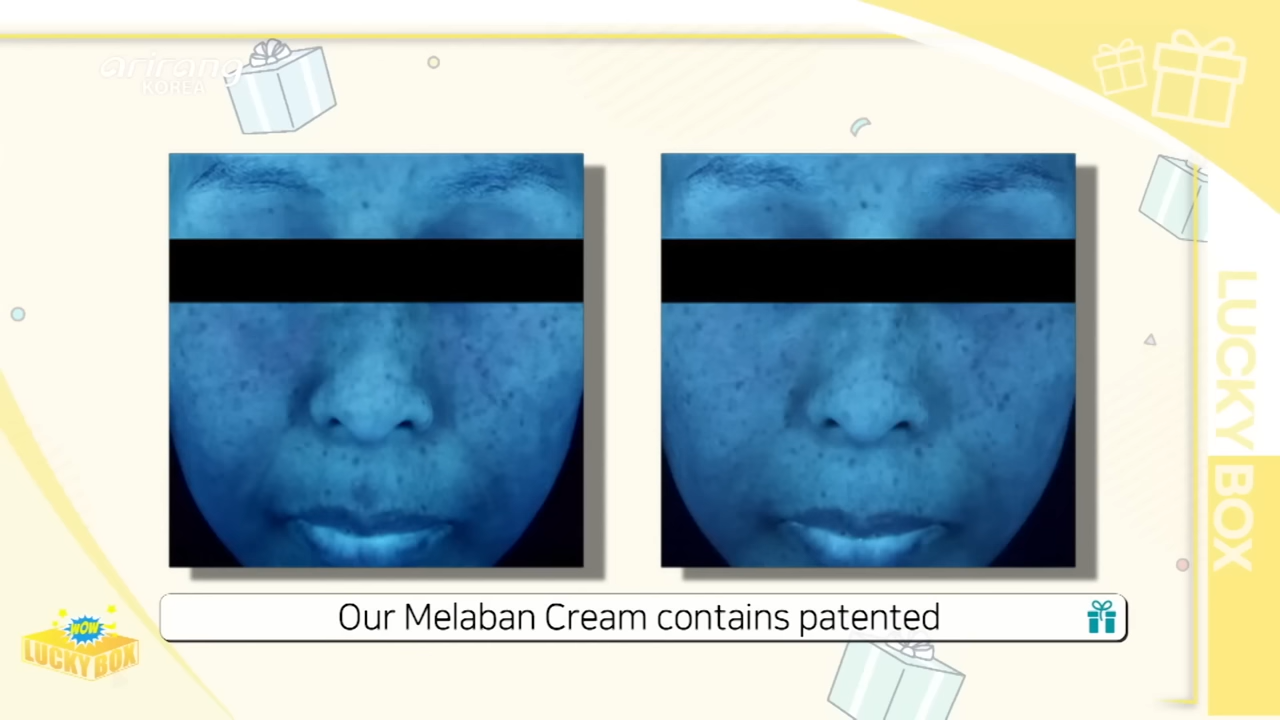 arirang
KOREA
Our Melaban Cream contains patented
LUCKY BOX
WOW
LUCKY BOX